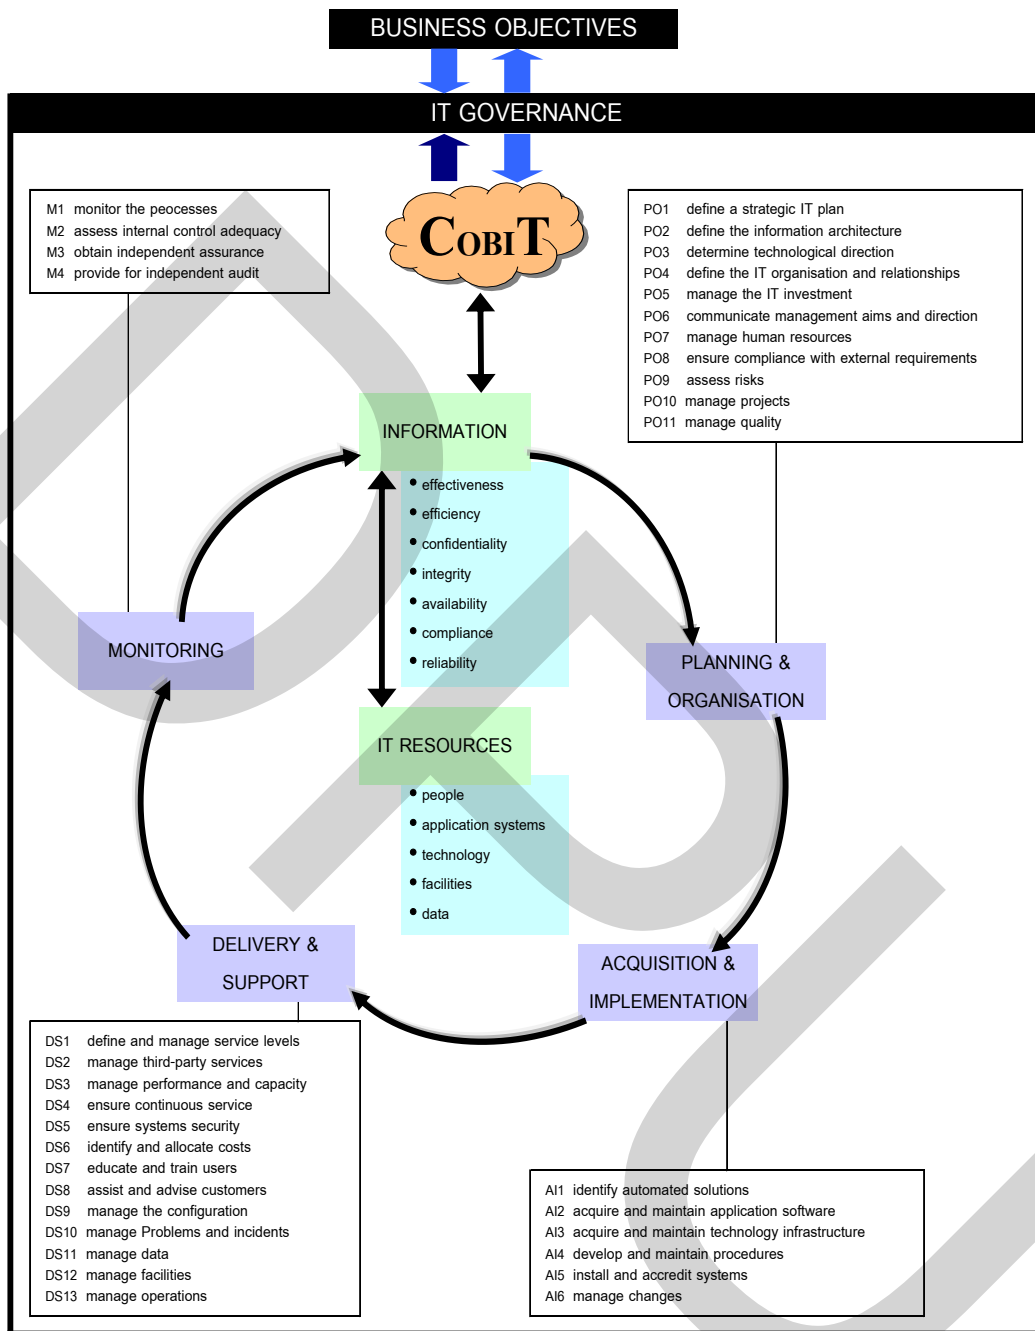 BUSINESS OBJECTIVES
IT GOVERNANCE
COBIT
M1 monitor the peocesses
M2 assess internal control adequacy
M3 obtain independent assurance
M4 provide for independent audit
PO1 define a strategic IT plan
PO2 define the information architecture
PO3 determine technological direction
PO4 define the IT organisation and relationships
PO5 manage the IT investment
PO6 communicate management aims and direction
PO7 manage human resources
PO8 ensure compliance with external requirements
PO9 assess risks
PO10 manage projects
PO11 manage quality
INFORMATION
• effectiveness
• efficiency
• confidentiality
• integrity
• availability
• compliance
• reliability
MONITORING
PLANNING &
ORGANISATION
IT RESOURCES
• people
• application systems
• technology
• facilities
• data
DELIVERY &
SUPPORT
ACQUISITION &
IMPLEMENTATION
DS1 define and manage service levels
DS2 manage third-party services
DS3 manage performance and capacity
DS4 ensure continuous service
DS5 ensure systems security
DS6 identify and allocate costs
DS7 educate and train users
DS8 assist and advise customers
DS9 manage the configuration
DS10 manage Problems and incidents
DS11 manage data
DS12 manage facilities
DS13 manage operations
AI1 identify automated solutions
AI2 acquire and maintain application software
AI3 acquire and maintain technology infrastructure
AI4 develop and maintain procedures
AI5 install and accredit systems
AI6 manage changes